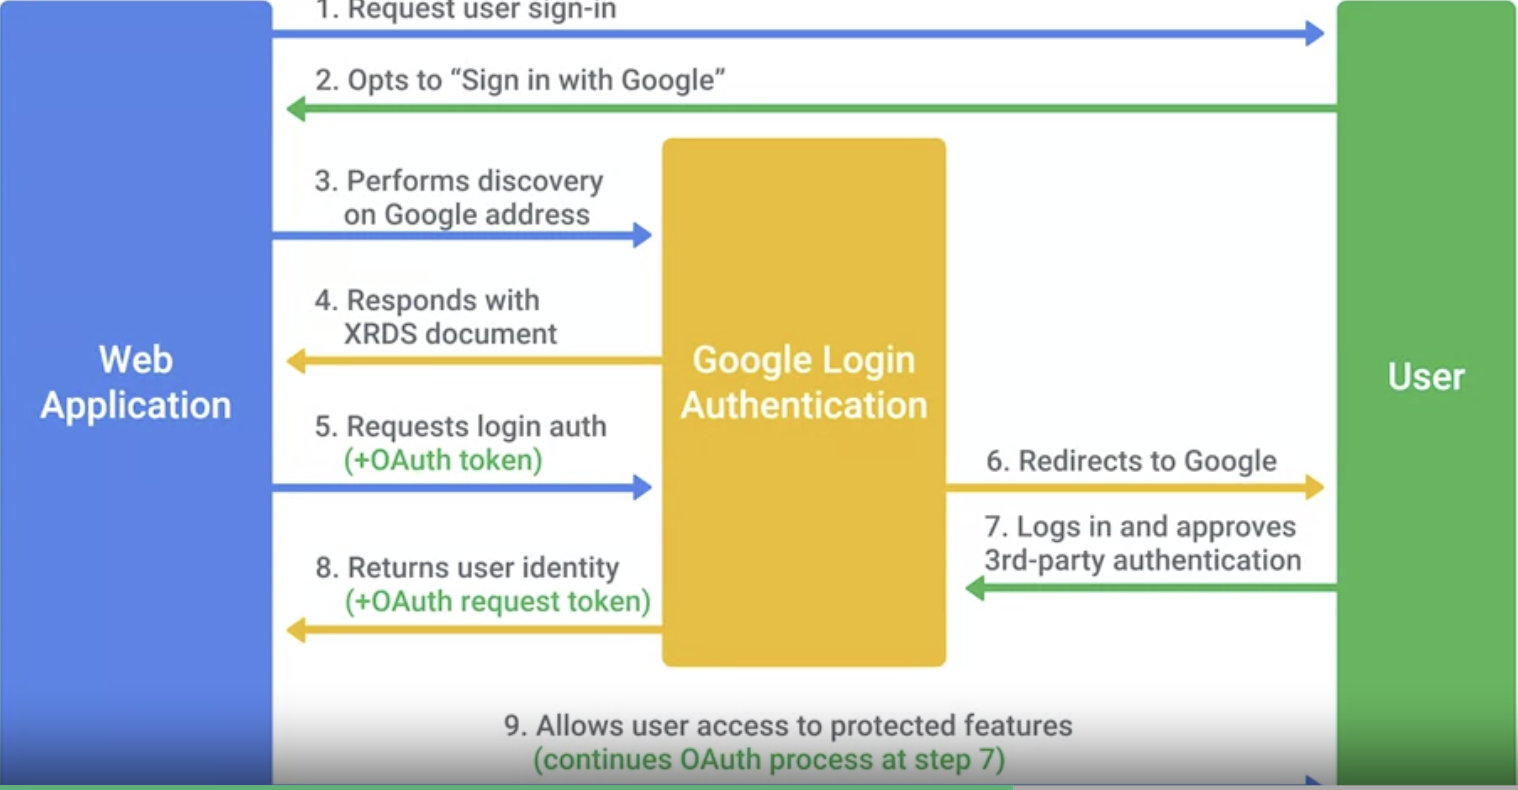 1. Request user sign-in
2. Opts to “Sign in with Google”
3. Performs discovery
on Google address
4. Responds with
XRDS document
Web
Application
Google Login
Authentication
User
5. Requests login auth
(+OAuth token)
6. Redirects to Google
7. Logs in and approves
3rd-party authentication
8. Returns user identity
(+OAuth request token)
9. Allows user access to protected features
(continues OAuth process at step 7)